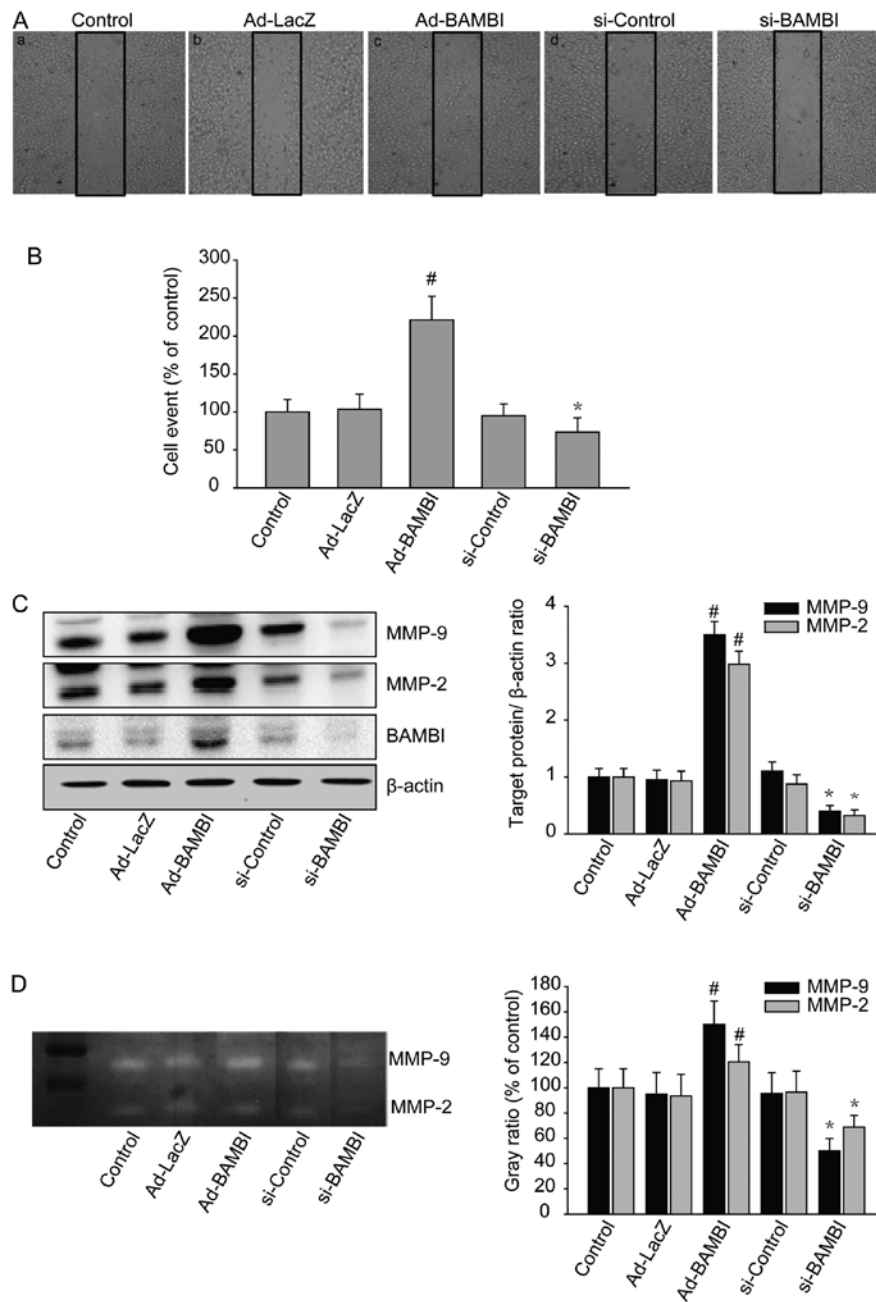 A
Control
Ad-LacZ
Ad-BAMBI
si-Control
si-BAMBI
a
b
c
d
B
Cell event (% of control)
300
250
200
150
100
50
0
#
*
Control
Ad-LacZ
Ad-BAMBI
si-Control
si-BAMBI
C
MMP-9
MMP-2
BAMBI
β-actin
Control
Ad-LacZ
Ad-BAMBI
si-Control
si-BAMBI
Target protein/ β-actin ratio
4
3
2
1
0
MMP-9
MMP-2
#
#
*
*
Control
Ad-LacZ
Ad-BAMBI
si-Control
si-BAMBI
D
MMP-9
MMP-2
Control
Ad-LacZ
Ad-BAMBI
si-Control
si-BAMBI
Gray ratio (% of control)
180
160
140
120
100
80
60
40
20
0
MMP-9
MMP-2
#
#
*
*
Control
Ad-LacZ
Ad-BAMBI
si-Control
si-BAMBI